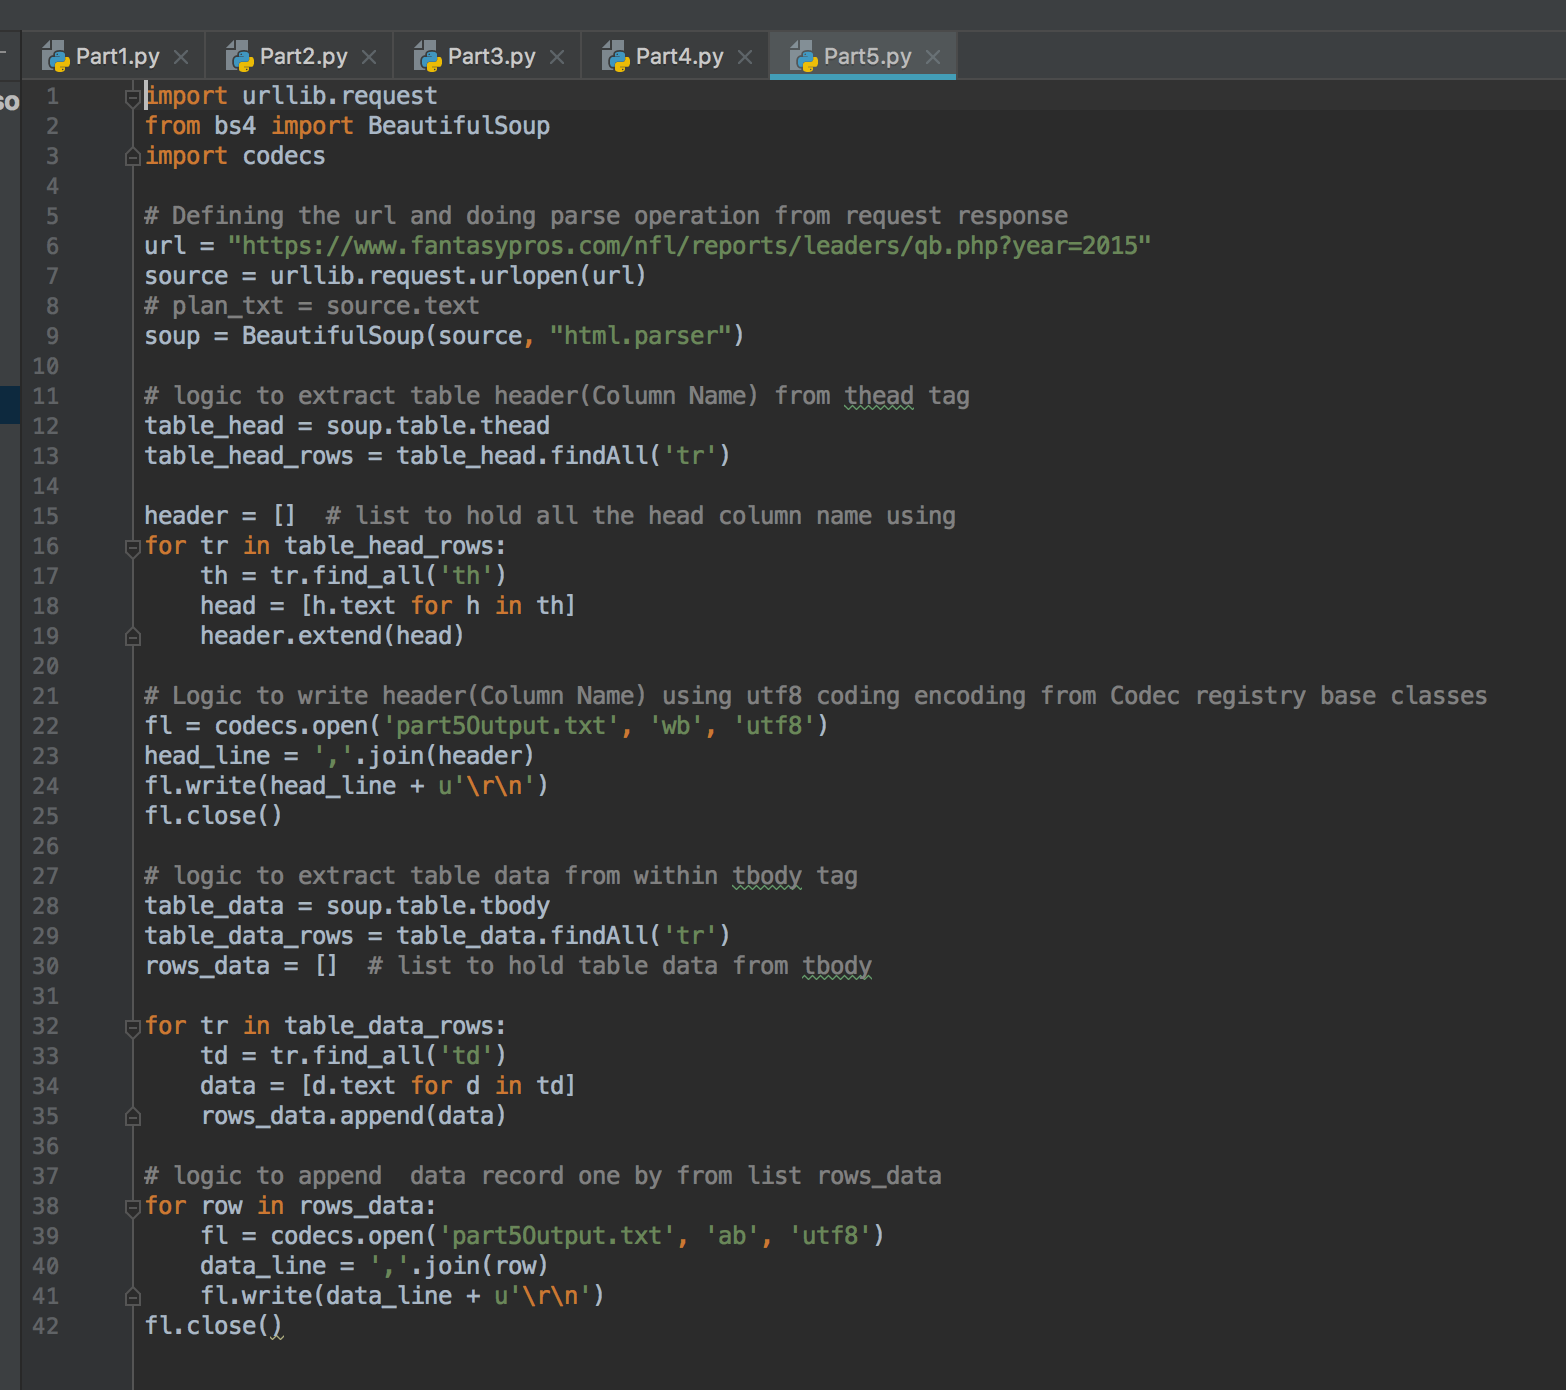 Part1.py Part2.py Part3.py Part4.py Part5.py
so
1 import urllib.request
2 from bs4 import BeautifulSoup
3 import codecs
4
5 # Defining the url and doing parse operation from request response
6 url = "https://www.fantasypros.com/nfl/reports/leaders/qb.php?year=2015"
7 source = urllib.request.urlopen(url)
8 # plan_txt = source.text
9 soup = BeautifulSoup(source, "html.parser")
10
11 # logic to extract table header(Column Name) from thead tag
12 table_head = soup.table.thead
13 table_head_rows = table_head.findAll('tr')
14
15 header = []  # list to hold all the head column name using
16 for tr in table_head_rows:
17     th = tr.find_all('th')
18     head = [h.text for h in th]
19     header.extend(head)
20
21 # Logic to write header(Column Name) using utf8 coding encoding from Codec registry base classes
22 fl = codecs.open('part5Output.txt', 'wb', 'utf8')
23 head_line = ','.join(header)
24 fl.write(head_line + u'\r\n')
25 fl.close()
26
27 # logic to extract table data from within tbody tag
28 table_data = soup.table.tbody
29 table_data_rows = table_data.findAll('tr')
30 rows_data = []  # list to hold table data from tbody
31
32 for tr in table_data_rows:
33     td = tr.find_all('td')
34     data = [d.text for d in td]
35     rows_data.append(data)
36
37 # logic to append  data record one by from list rows_data
38 for row in rows_data:
39     fl = codecs.open('part5Output.txt', 'ab', 'utf8')
40     data_line = ','.join(row)
41     fl.write(data_line + u'\r\n')
42 fl.close()